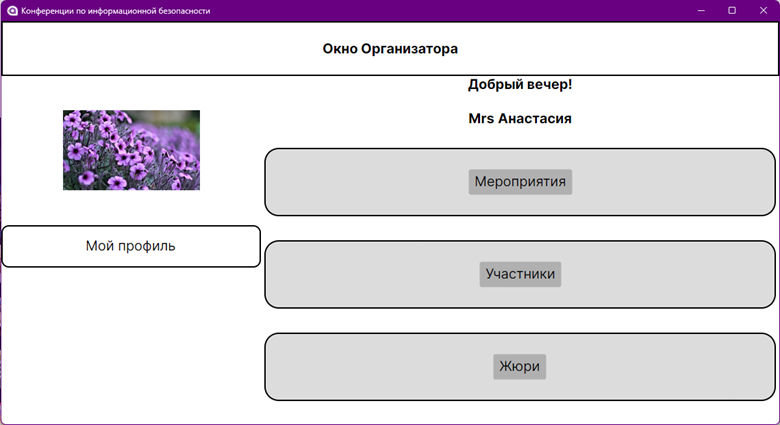 Конференции по информационной безопасности
Окно Организатора
Добрый вечер!
Mrs Анастасия
Мероприятия
Мой профиль
Участники
Жюри